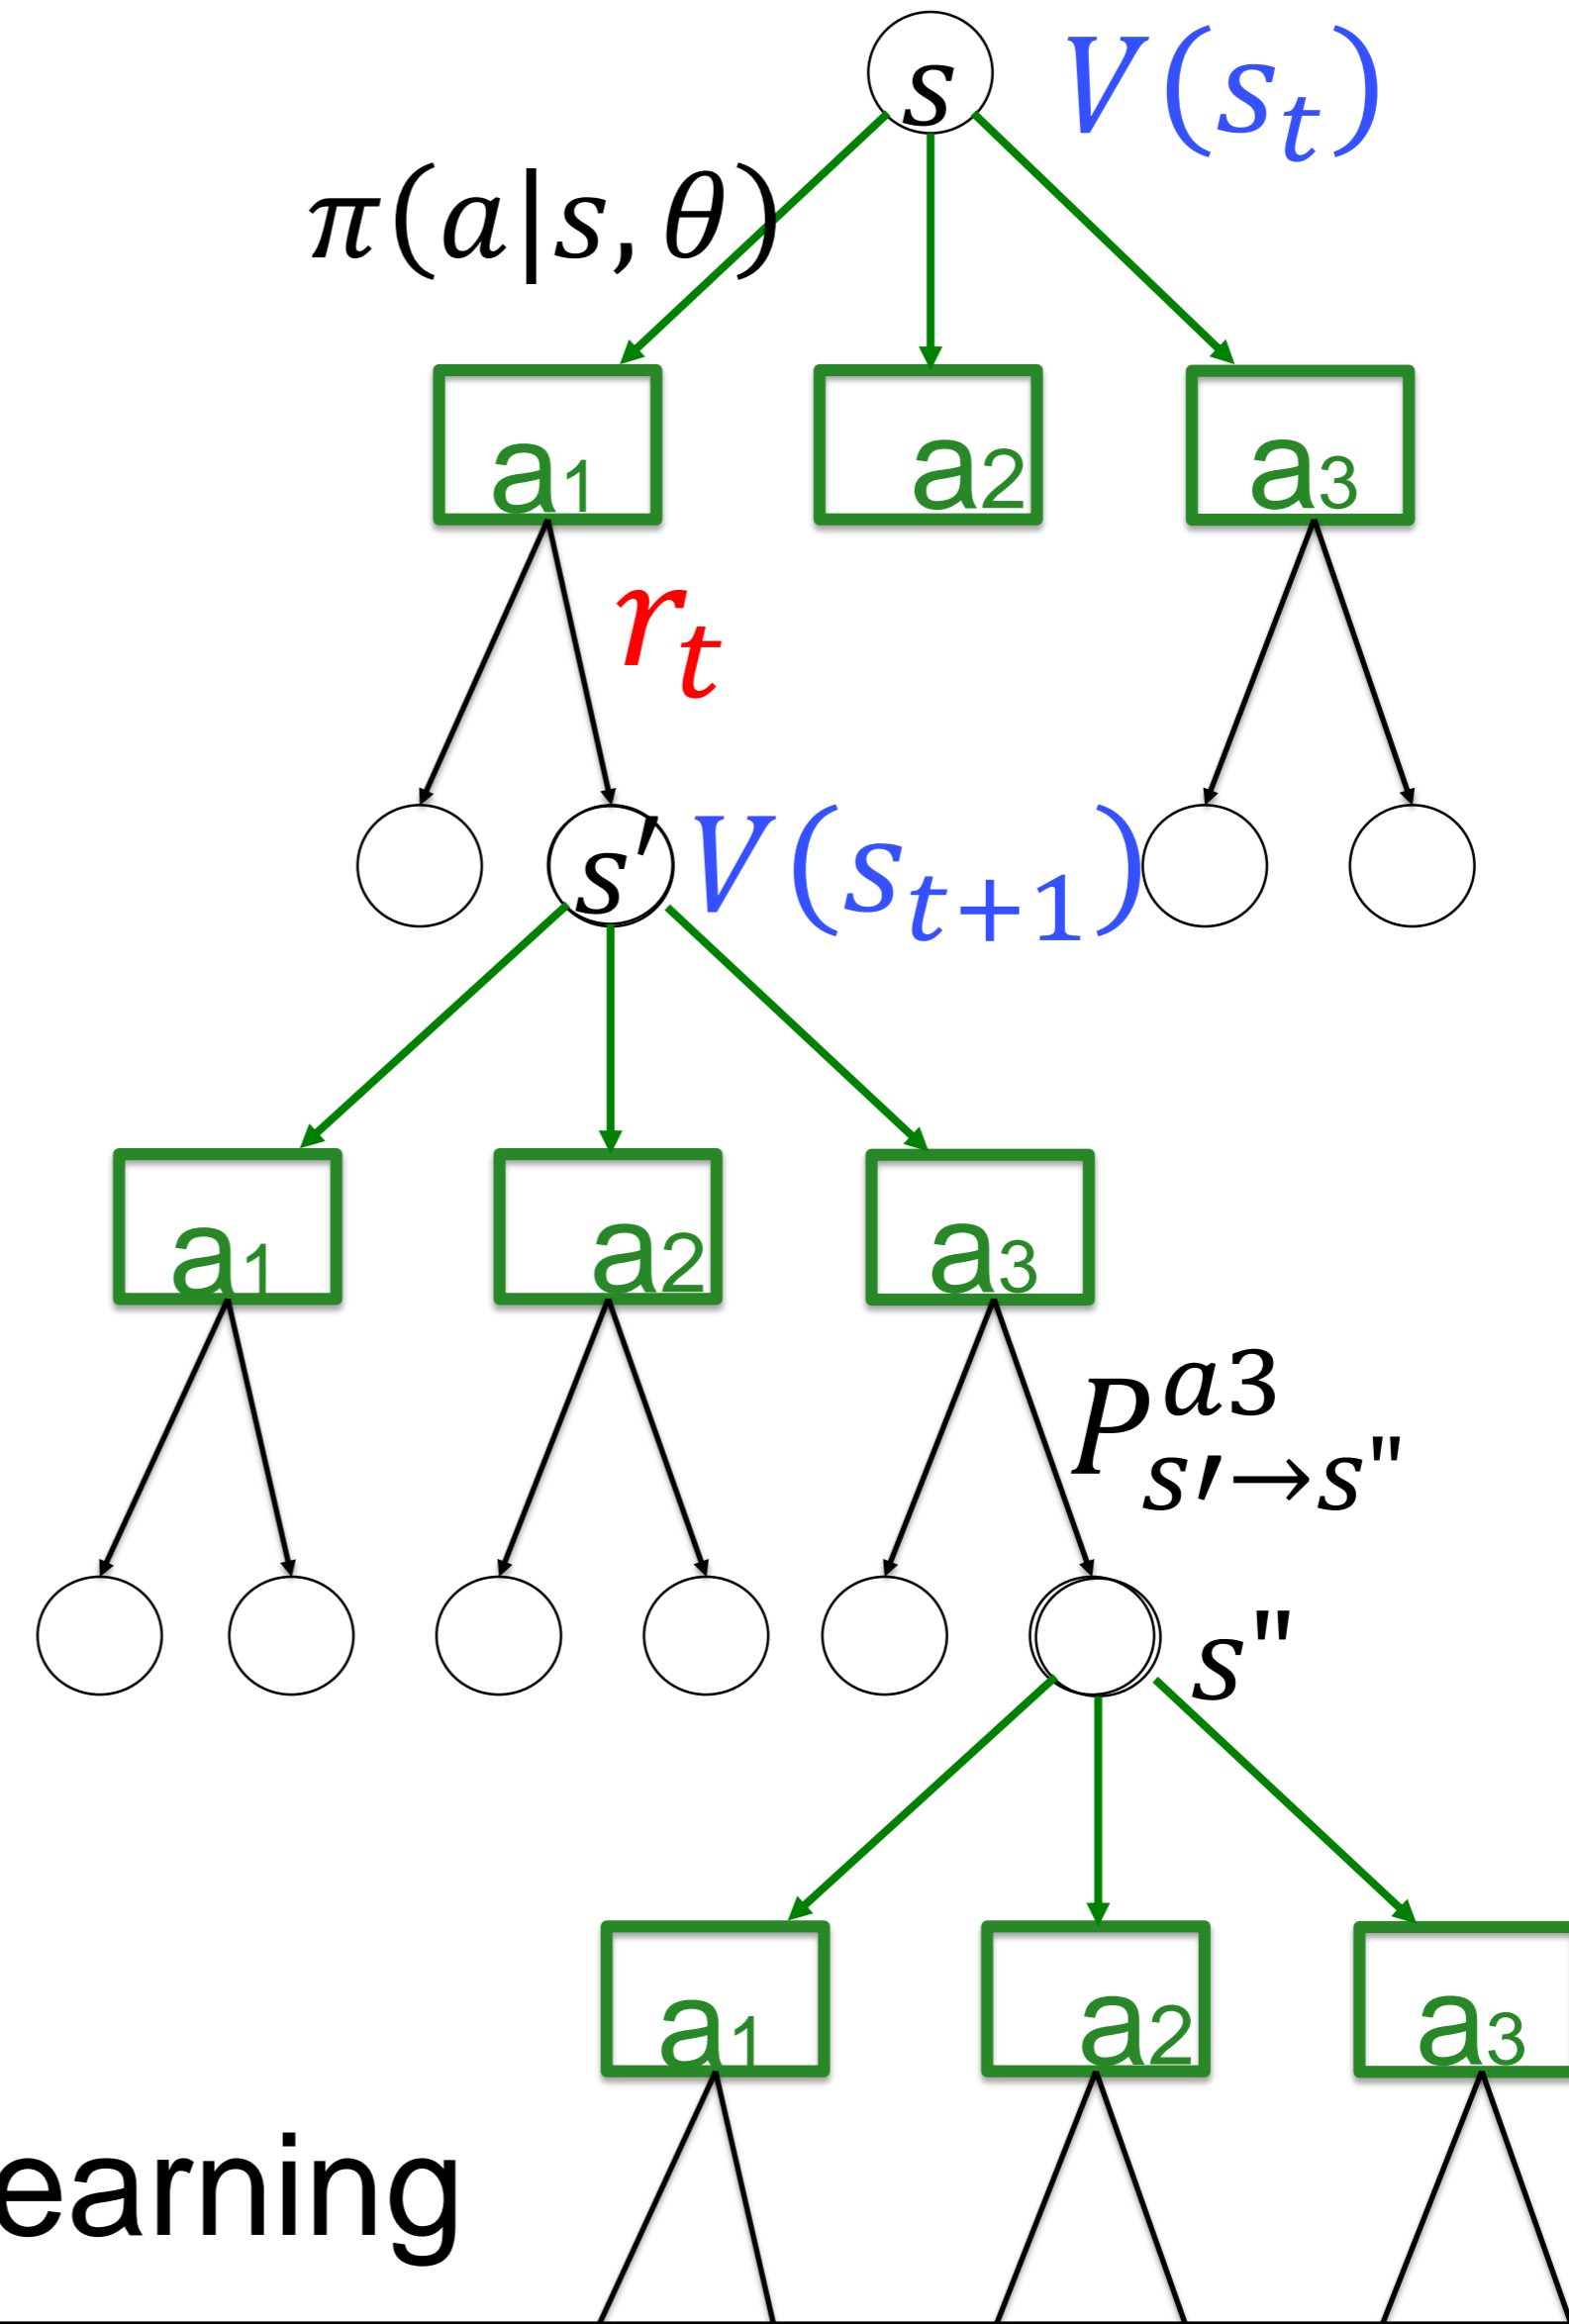 s V(s_t)
π(a|s,θ)
a1 a2 a3
r_t
s′ V(s_{t+1})
a1 a2 a3
P^{a3}_{s′→s"}
s"
a1 a2 a3
earning